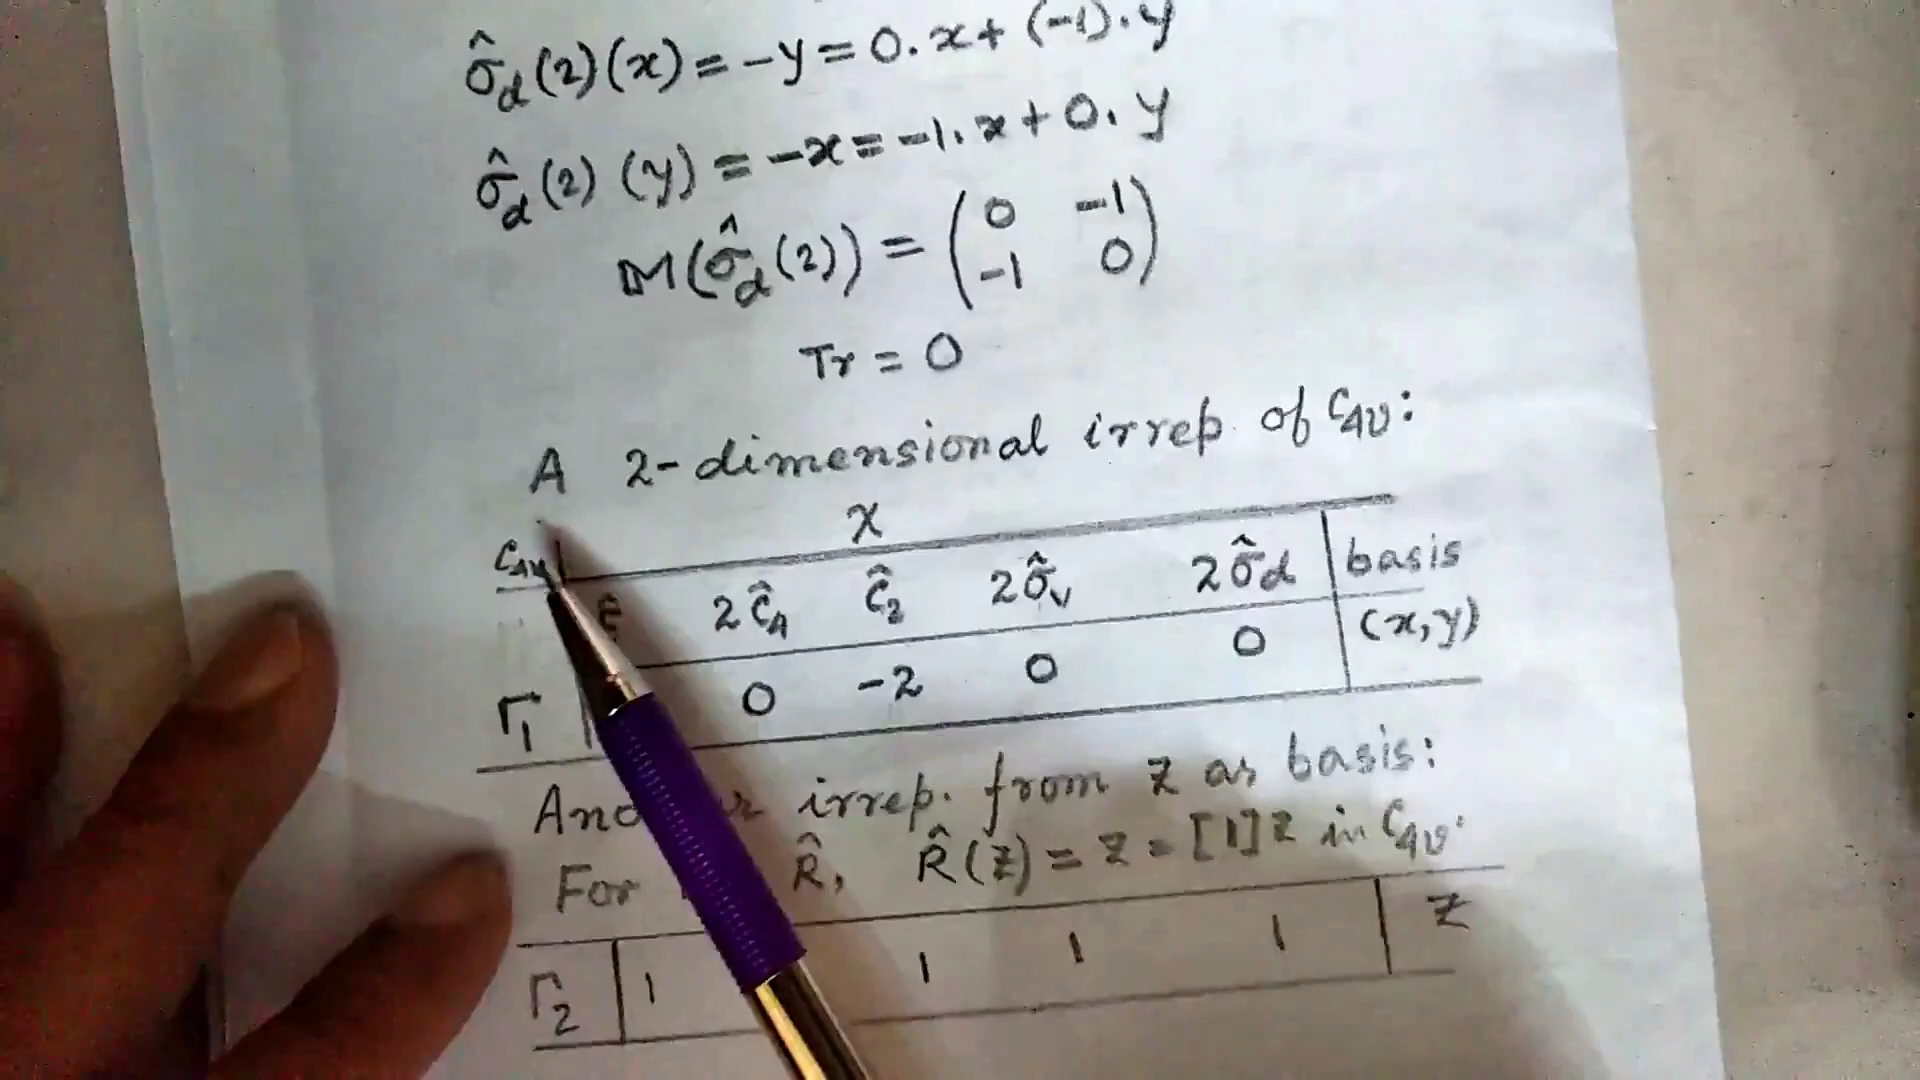 σ̂d(2)(x) = -y = 0.x + (-1).y
σ̂d(2)(y) = -x = -1.x + 0.y
M(σ̂d(2)) = (0 -1
-1 0)
Tr = 0
A 2-dimensional irrep. of C4v:
χ
C4v Ê 2Ĉ4 Ĉ2 2σ̂v 2σ̂d basis
Γ1 0 -2 0 0 (x,y)
irrep. from z as basis:
For R̂, R̂(z) = z = [1]z in C4v.
Γ2 1 1 1 1 z